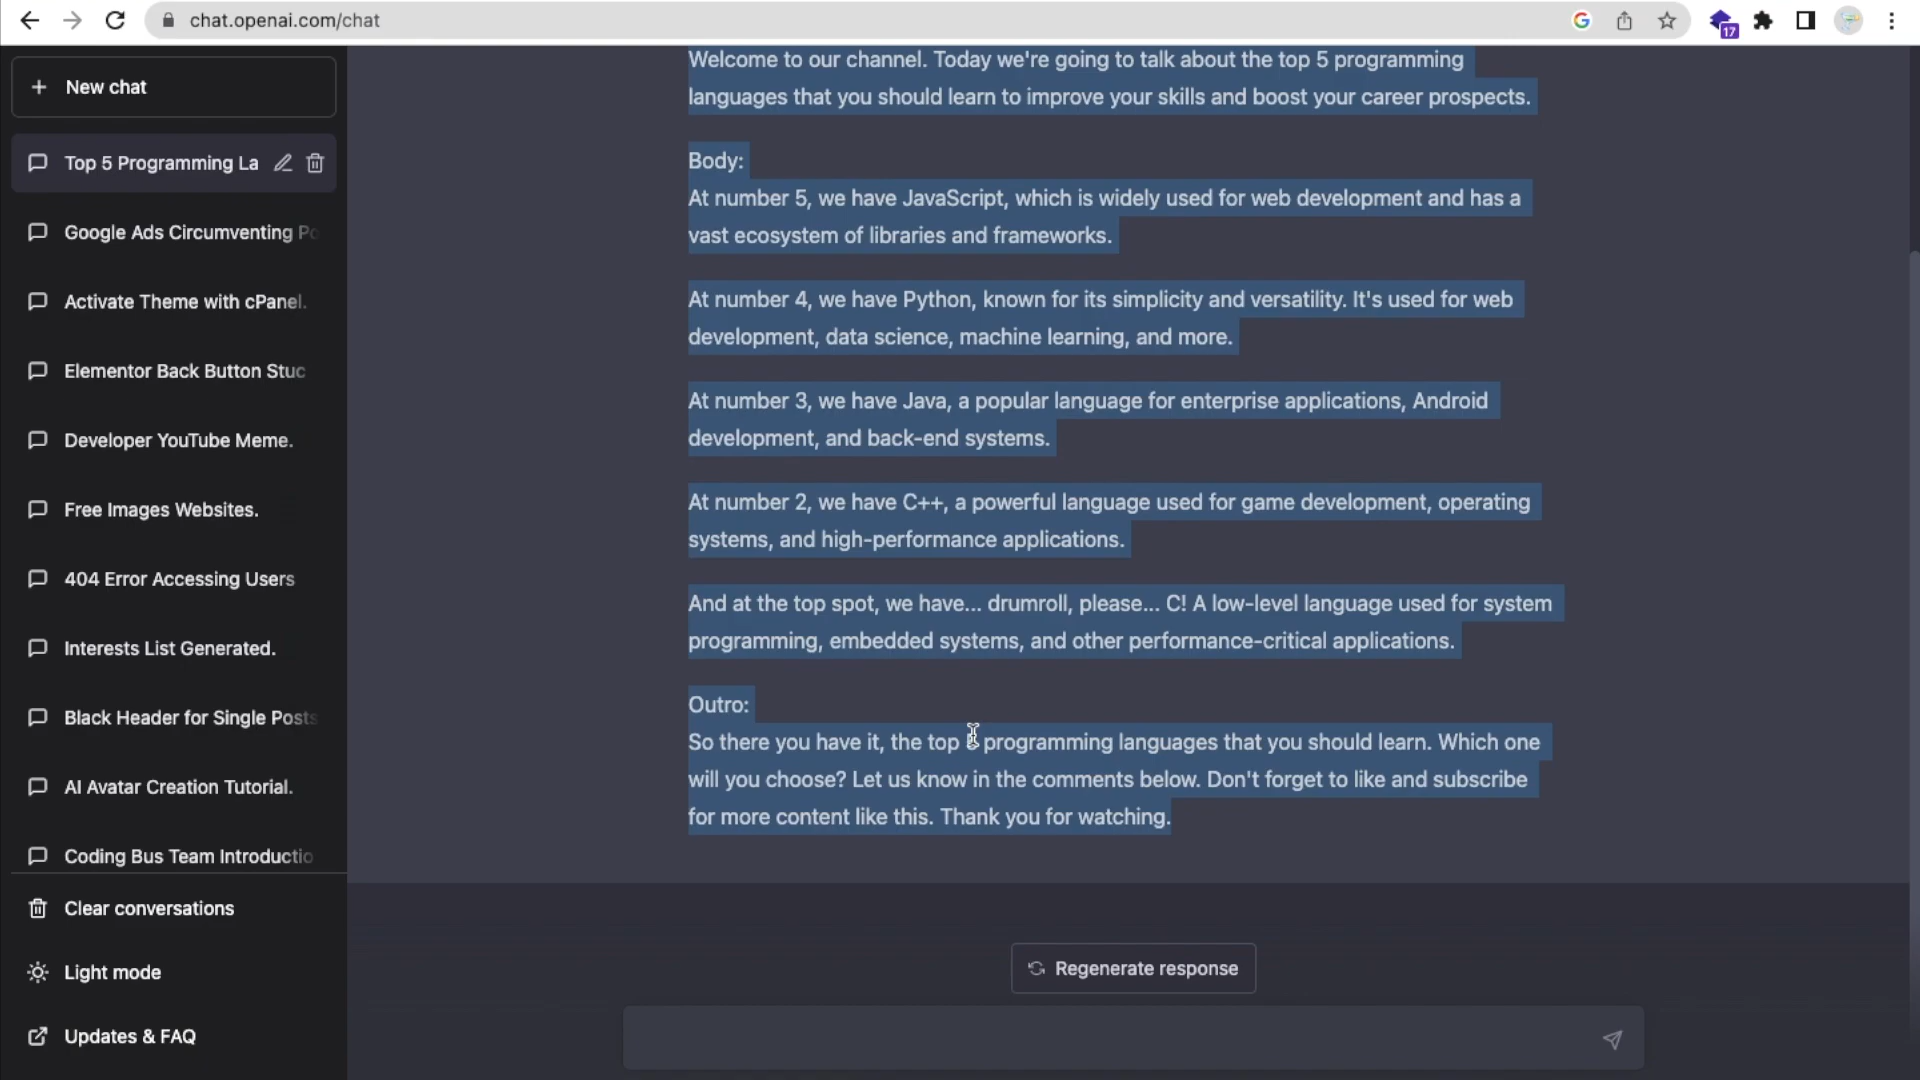 chat.openai.com/chat
17
New chat
Top 5 Programming La
Google Ads Circumventing Po
Activate Theme with cPanel.
Elementor Back Button Stuc
Developer YouTube Meme.
Free Images Websites.
404 Error Accessing Users
Interests List Generated.
Black Header for Single Posts
AI Avatar Creation Tutorial.
Coding Bus Team Introductio
Clear conversations
Light mode
Updates & FAQ
Welcome to our channel. Today we're going to talk about the top 5 programming
languages that you should learn to improve your skills and boost your career prospects.
Body:
At number 5, we have JavaScript, which is widely used for web development and has a
vast ecosystem of libraries and frameworks.
At number 4, we have Python, known for its simplicity and versatility. It's used for web
development, data science, machine learning, and more.
At number 3, we have Java, a popular language for enterprise applications, Android
development, and back-end systems.
At number 2, we have C++, a powerful language used for game development, operating
systems, and high-performance applications.
And at the top spot, we have... drumroll, please... C! A low-level language used for system
programming, embedded systems, and other performance-critical applications.
Outro:
So there you have it, the top 5 programming languages that you should learn. Which one
will you choose? Let us know in the comments below. Don't forget to like and subscribe
for more content like this. Thank you for watching.
Regenerate response